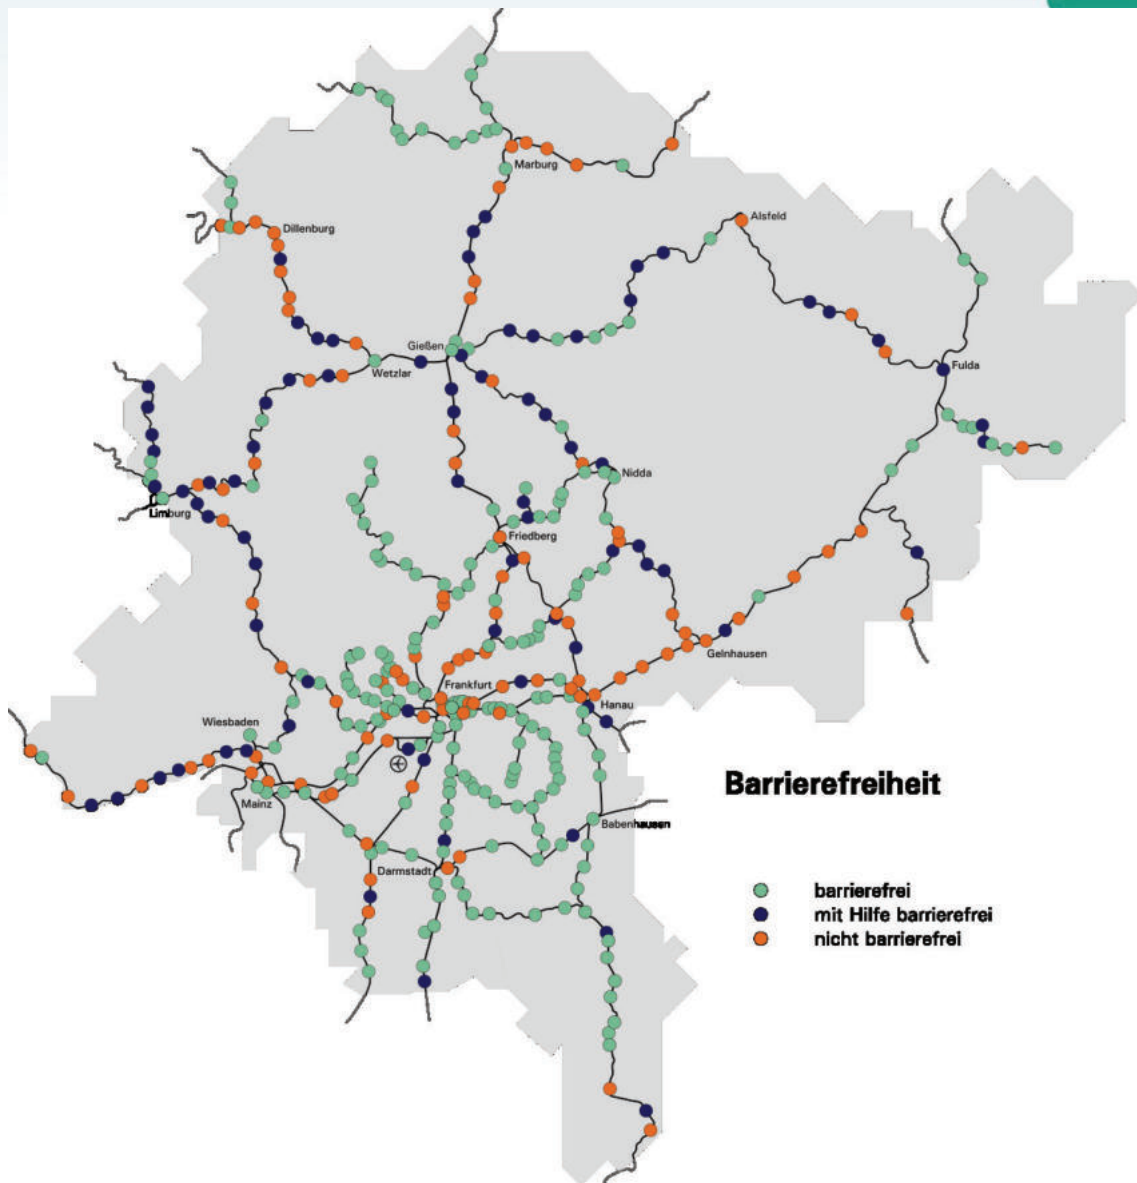 Marburg
Alsfeld
Dillenburg
Gießen
Wetzlar
Fulda
Nidda
Limburg
Friedberg
Gelnhausen
Frankfurt
Hanau
Wiesbaden
Mainz
Barrierefreiheit
Babenhausen
Darmstadt
barrierefrei
mit Hilfe barrierefrei
nicht barrierefrei